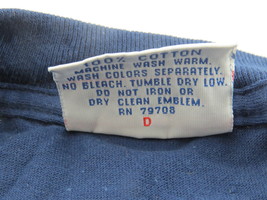 100% COTTON
MACHINE WASH WARM,
WASH COLORS SEPARATELY.
NO BLEACH. TUMBLE DRY LOW.
DO NOT IRON OR
DRY CLEAN EMBLEM.
RN 79708
D